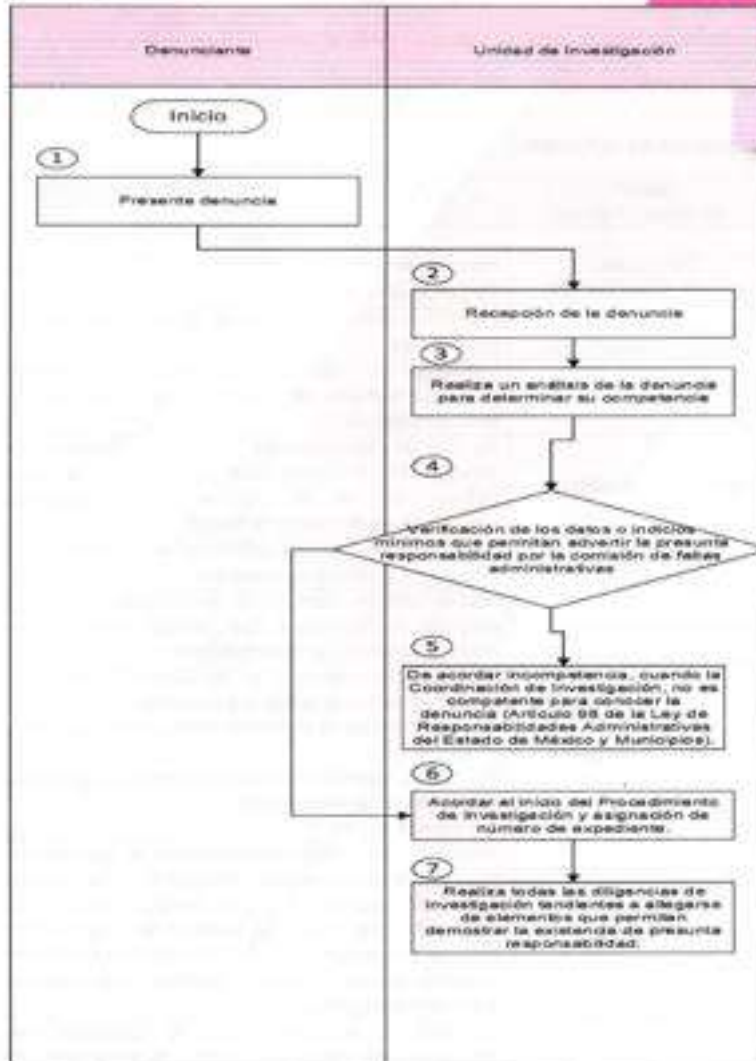 Denunciante
Unidad de Investigación
Inicio
1
Presenta denuncia
2
Recepción de la denuncia
3
Realiza un análisis de la denuncia
para determinar su competencia
4
Verificación de los datos o indicios
mínimos que permitan advertir la presunta
responsabilidad por la comisión de faltas
administrativas
5
De acordar incompetencia, cuando la
Coordinación de Investigación, no es
competente para conocer la
denuncia (Artículo 98 de la Ley de
Responsabilidades Administrativas
del Estado de México y Municipios).
6
Acordar el Inicio del Procedimiento
de Investigación y asignación de
número de expediente.
7
Realiza todas las diligencias de
investigación tendientes a allegarse
de elementos que permitan
demostrar la existencia de presunta
responsabilidad.